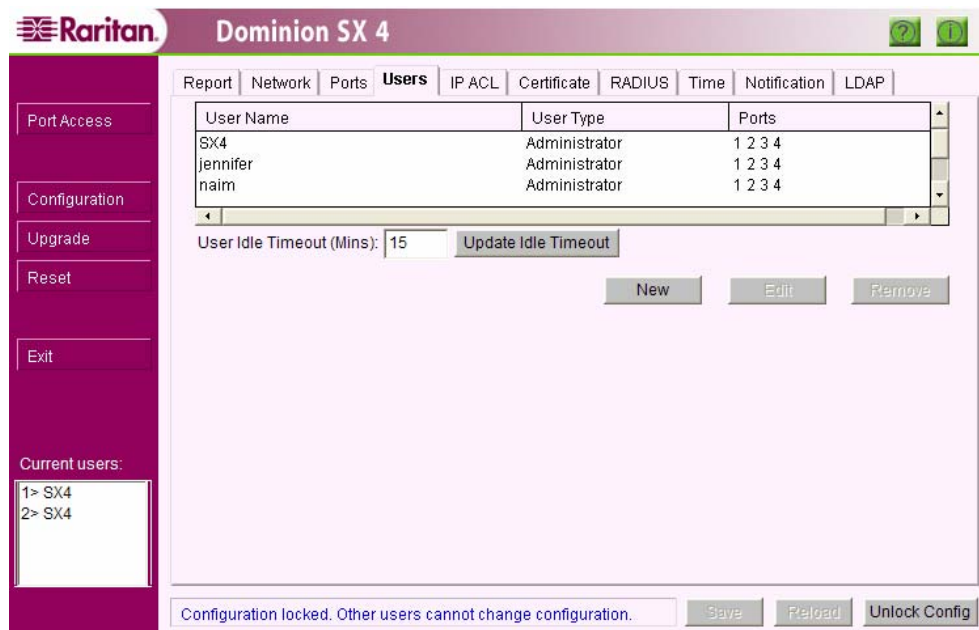 Raritan. Dominion SX 4 ? i
Report Network Ports Users IP ACL Certificate RADIUS Time Notification LDAP
Port Access
Configuration
Upgrade
Reset
Exit
Current users:
1> SX4
2> SX4
User Name User Type Ports
SX4 Administrator 1 2 3 4
jennifer Administrator 1 2 3 4
naim Administrator 1 2 3 4
User Idle Timeout (Mins): 15 Update Idle Timeout
New Edit Remove
Configuration locked. Other users cannot change configuration. Save Reload Unlock Config